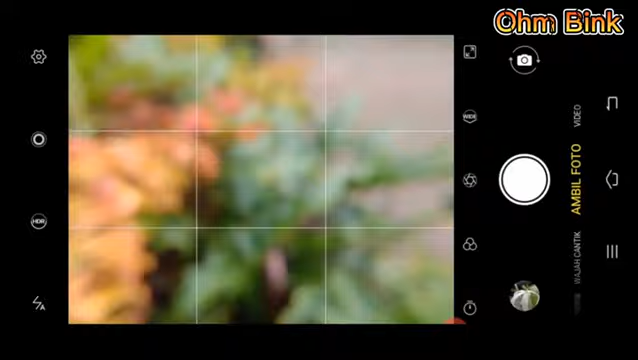 Ohm Bink
HDR
A
WIDE
VIDEO
AMBIL FOTO
WAJAH CANTIK